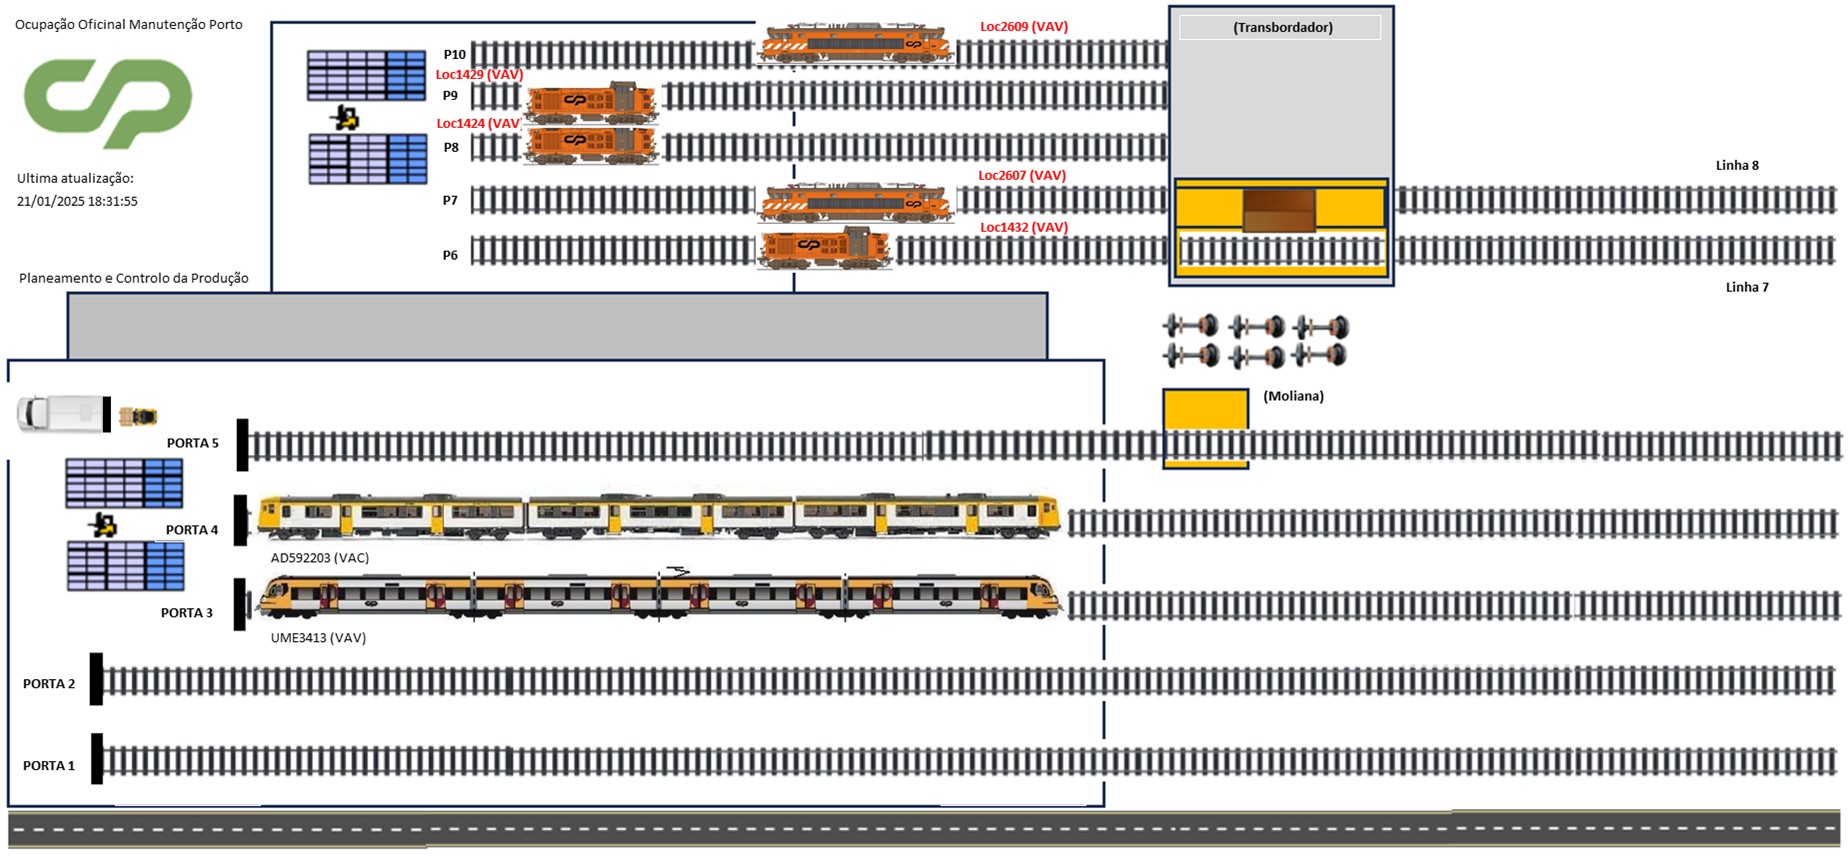 Ocupação Oficinal Manutenção Porto
CP
Ultima atualização:
21/01/2025 18:31:55
Planeamento e Controlo da Produção
P10
Loc2609 (VAV)
Loc1429 (VAV)
P9
Loc1424 (VAV)
P8
Loc2607 (VAV)
P7
Loc1432 (VAV)
P6
(Transbordador)
Linha 8
Linha 7
(Moliana)
PORTA 5
PORTA 4
AD592203 (VAC)
PORTA 3
UME3413 (VAV)
PORTA 2
PORTA 1